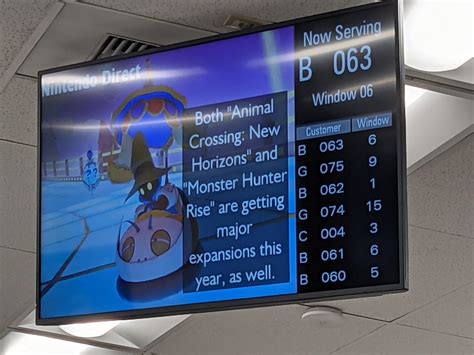 Nintendo Direct
Both "Animal
Crossing: New
Horizons" and
"Monster Hunter
Rise" are getting
major
expansions this
year, as well.
Now Serving
B 063
Window 06
Customer Window
B 063 6
G 075 9
B 062 1
G 074 15
C 004 3
B 061 6
B 060 5